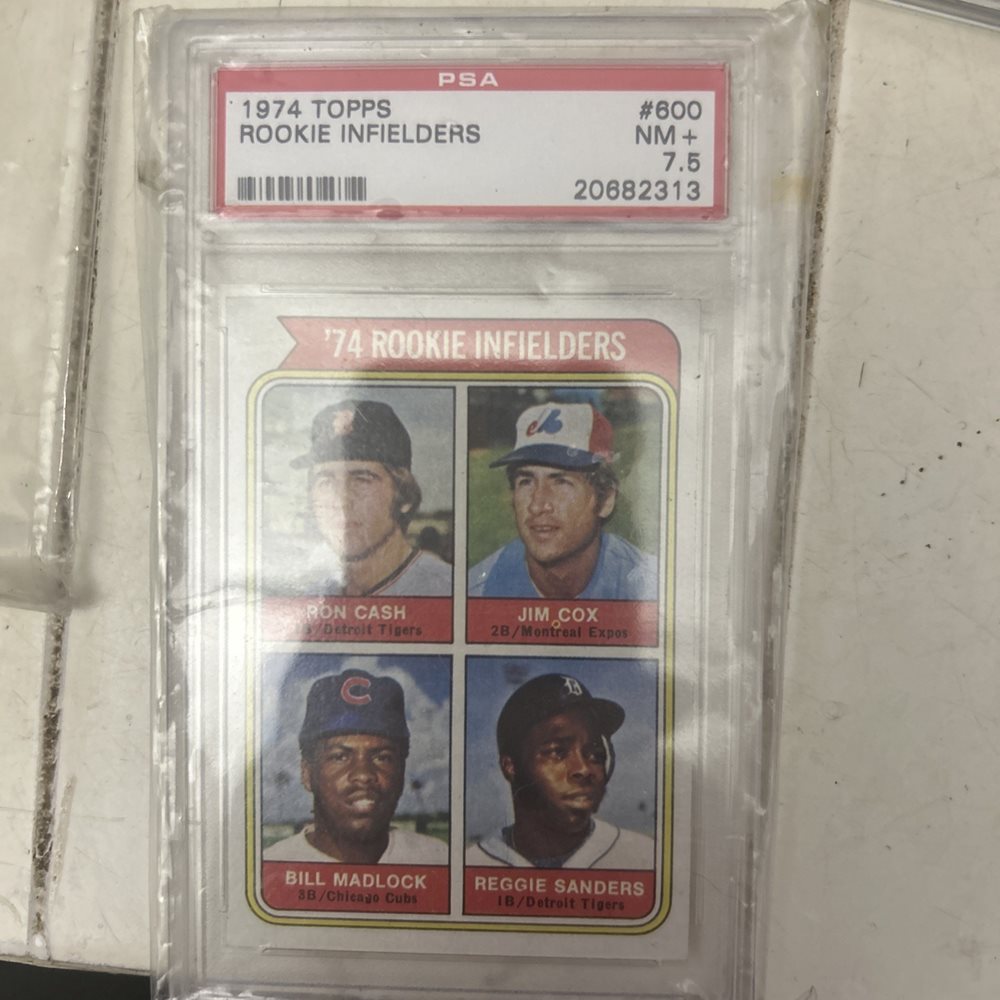 PSA
1974 TOPPS #600
ROOKIE INFIELDERS NM+
7.5
20682313
'74 ROOKIE INFIELDERS
RON CASH
/Detroit Tigers
JIM COX
2B/Montreal Expos
BILL MADLOCK
3B/Chicago Cubs
REGGIE SANDERS
1B/Detroit Tigers
C
D